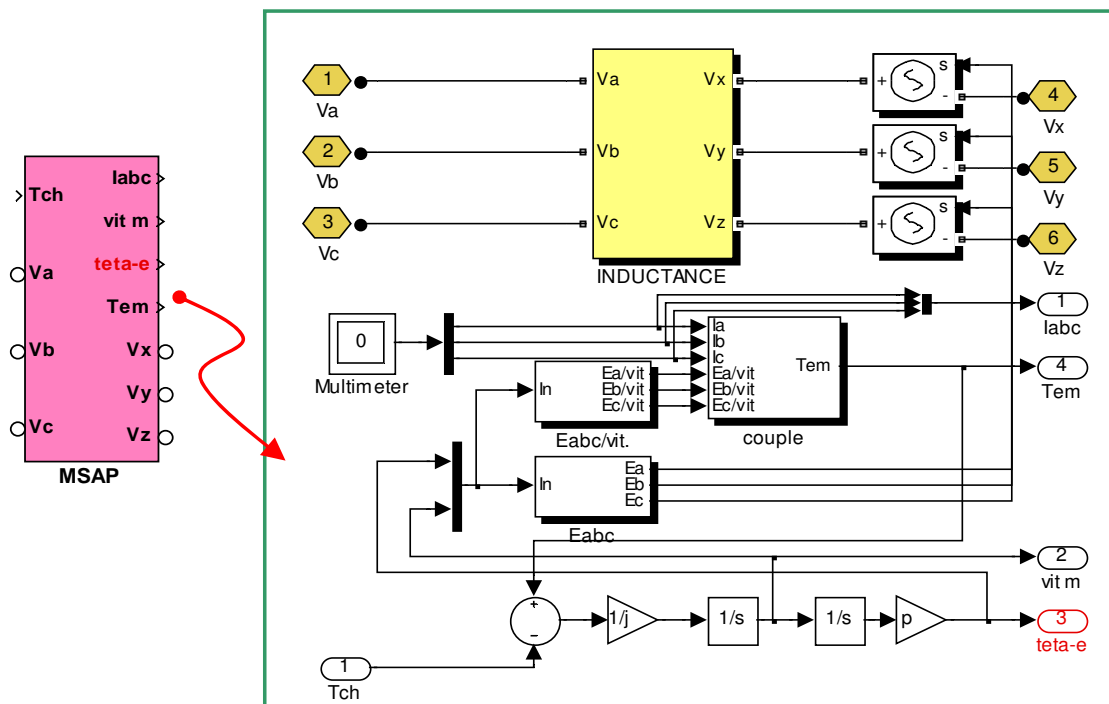 Iabc
Tch
vit m
teta-e
Va
Tem
Vb
Vx
Vy
Vc
Vz
MSAP
1
Va
2
Vb
3
Vc
Va
Vx
Vb
Vy
Vc
Vz
INDUCTANCE
+
s
-
+
s
-
+
s
-
4
Vx
5
Vy
6
Vz
1
Iabc
0
Multimeter
Ia
Ib
Ic
Ea/vit
Eb/vit
Ec/vit
Tem
couple
4
Tem
In
Ea/vit
Eb/vit
Ec/vit
Eabc/vit.
In
Ea
Eb
Ec
Eabc
2
vit m
+
−
1/j
1/s
1/s
p
3
teta-e
1
Tch